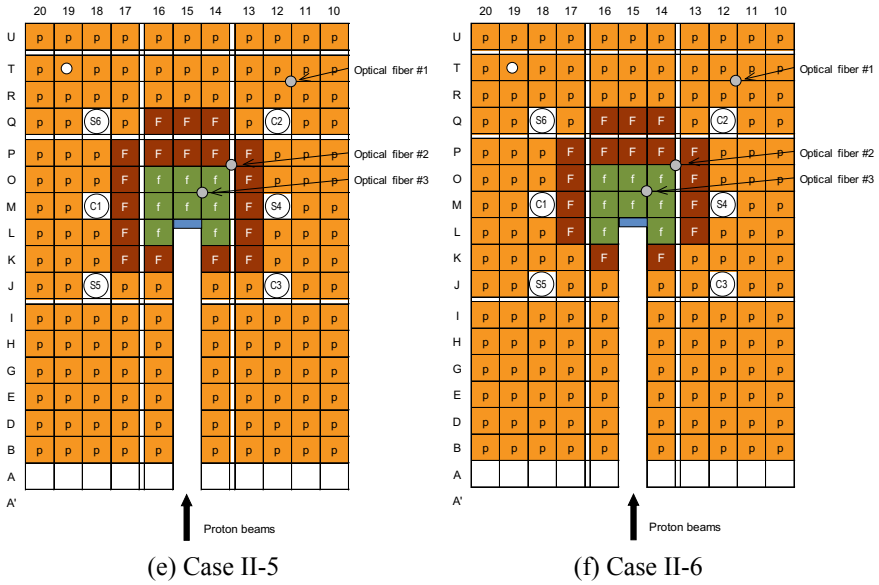 20 19 18 17 16 15 14 13 12 11 10
U p p p p p p p p p p p
T p p p p p p p p p p
Optical fiber #1
R p p p p p p p p p p p
Q p p S6 p F F F p C2 p p
P p p p F F F F F p p p
Optical fiber #2
O p p p F f f f F p p p
Optical fiber #3
M p p C1 F f f f F S4 p p
L p p p F f f F p p p
K p p p F F F F p p p
J p p S5 p p p p C3 p p
I p p p p p p p p p p
H p p p p p p p p p p
G p p p p p p p p p p
E p p p p p p p p p p
D p p p p p p p p p p
B p p p p p p p p p p
A
A'
Proton beams
(e) Case II-5
20 19 18 17 16 15 14 13 12 11 10
U p p p p p p p p p p p
T p p p p p p p p p p
Optical fiber #1
R p p p p p p p p p p p
Q p p S6 p F F F p C2 p p
P p p p F F F F F p p p
Optical fiber #2
O p p p F f f f F p p p
Optical fiber #3
M p p C1 F f f f F S4 p p
L p p p F f f F p p p
K p p p p F F p p p p
J p p S5 p p p p C3 p p
I p p p p p p p p p p
H p p p p p p p p p p
G p p p p p p p p p p
E p p p p p p p p p p
D p p p p p p p p p p
B p p p p p p p p p p
A
A'
Proton beams
(f) Case II-6